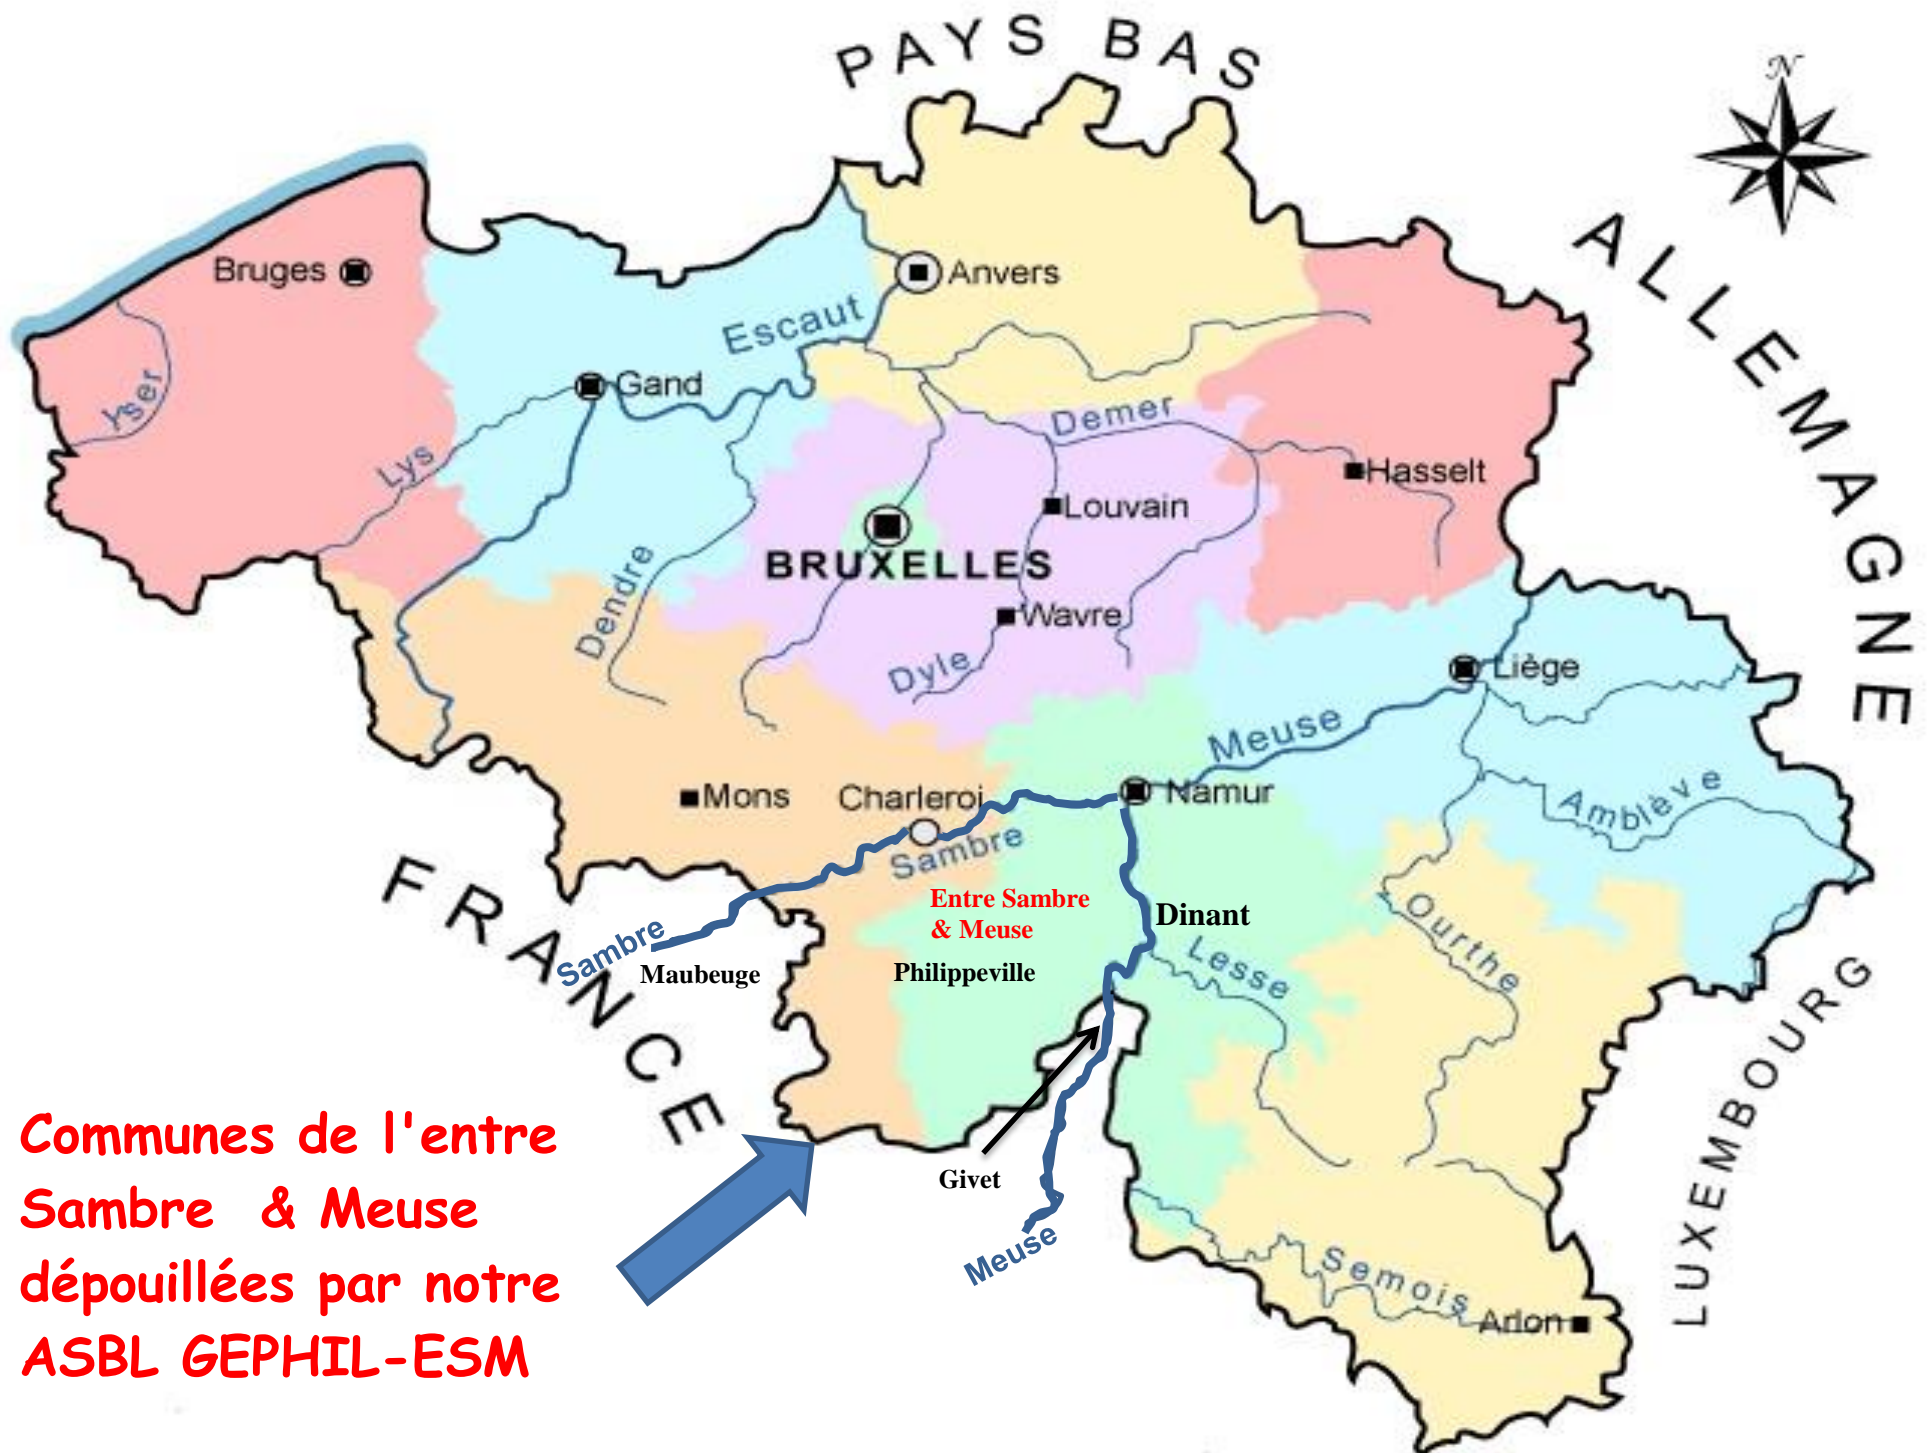 PAYS BAS
N
ALLEMAGNE
Bruges
Anvers
Escaut
Yser
Gand
Demer
Lys
Hasselt
Louvain
BRUXELLES
Dendre
Wavre
Dyle
Liège
Meuse
Mons
Charleroi
Namur
Amblève
Sambre
FRANCE
Entre Sambre
& Meuse
Dinant
Ourthe
Sambre
Maubeuge
Philippeville
Lesse
LUXEMBOURG
Communes de l'entre
Sambre & Meuse
dépouillées par notre
ASBL GEPHIL-ESM
Givet
Meuse
Semois
Arlon